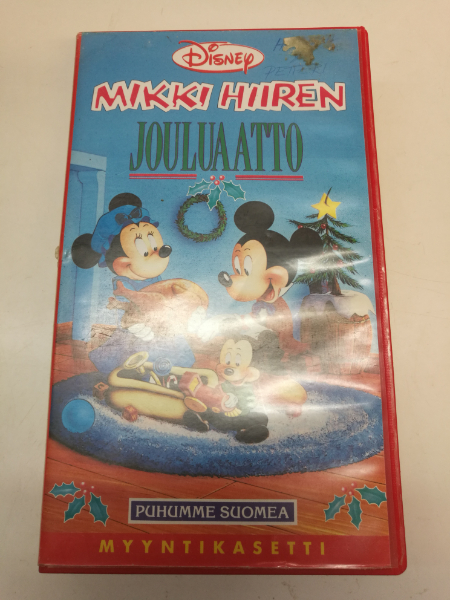 Disney
MIKKI HIIREN
JOULUAATTO
PUHUMME SUOMEA
MYYNTIKASETTI